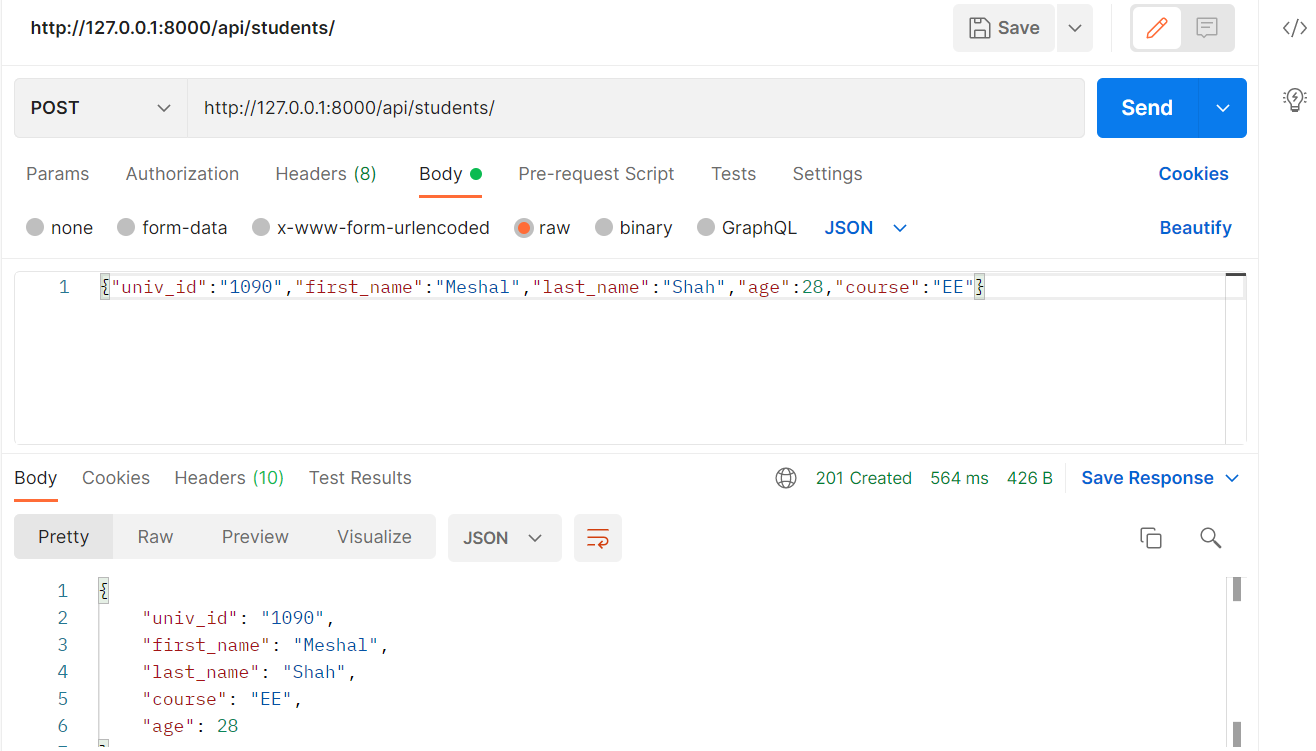 http://127.0.0.1:8000/api/students/ Save
POST http://127.0.0.1:8000/api/students/ Send
Params Authorization Headers (8) Body Pre-request Script Tests Settings Cookies
none form-data x-www-form-urlencoded raw binary GraphQL JSON Beautify
1 {"univ_id":"1090","first_name":"Meshal","last_name":"Shah","age":28,"course":"EE"}
Body Cookies Headers (10) Test Results 201 Created 564 ms 426 B Save Response
Pretty Raw Preview Visualize JSON
1 {
2 "univ_id": "1090",
3 "first_name": "Meshal",
4 "last_name": "Shah",
5 "course": "EE",
6 "age": 28